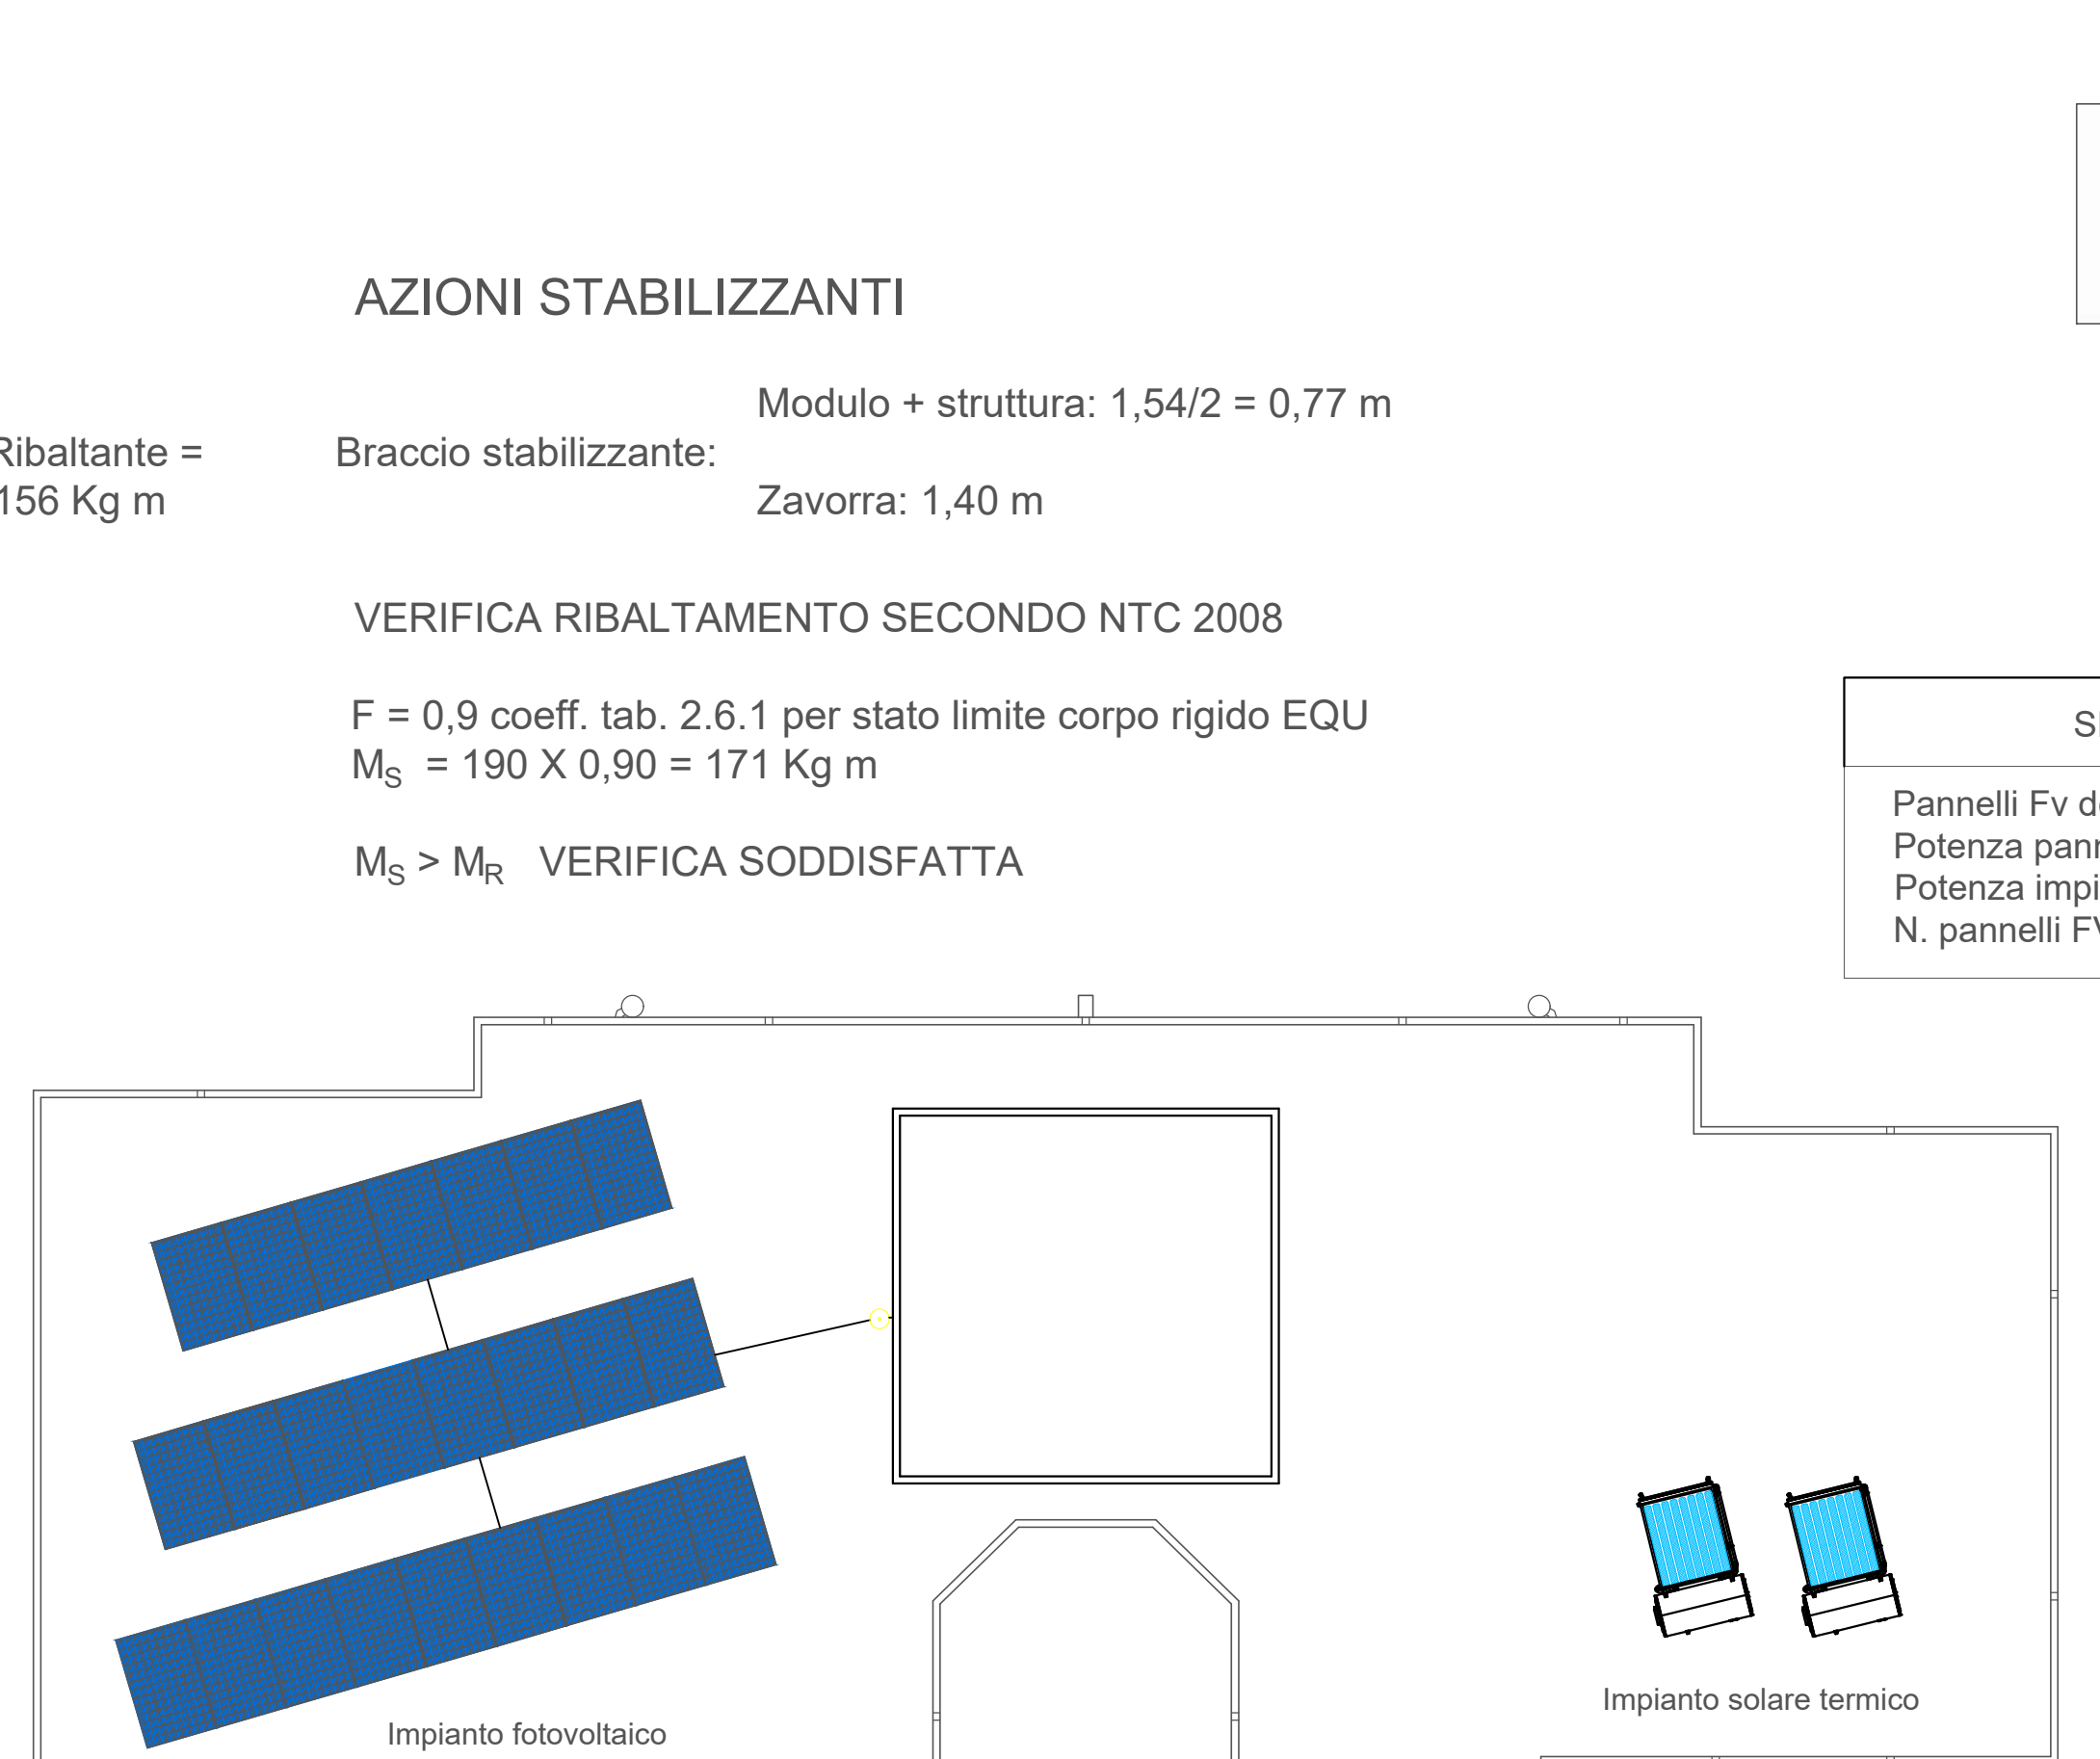 AZIONI STABILIZZANTI
Modulo + struttura: 1,54/2 = 0,77 m
Ribaltante =
Braccio stabilizzante:
156 Kg m
Zavorra: 1,40 m
VERIFICA RIBALTAMENTO SECONDO NTC 2008
F = 0,9 coeff. tab. 2.6.1 per stato limite corpo rigido EQU
MS = 190 X 0,90 = 171 Kg m
MS > MR VERIFICA SODDISFATTA
Pannelli Fv
Potenza
Potenza
N. pannelli
Impianto solare termico
Impianto fotovoltaico